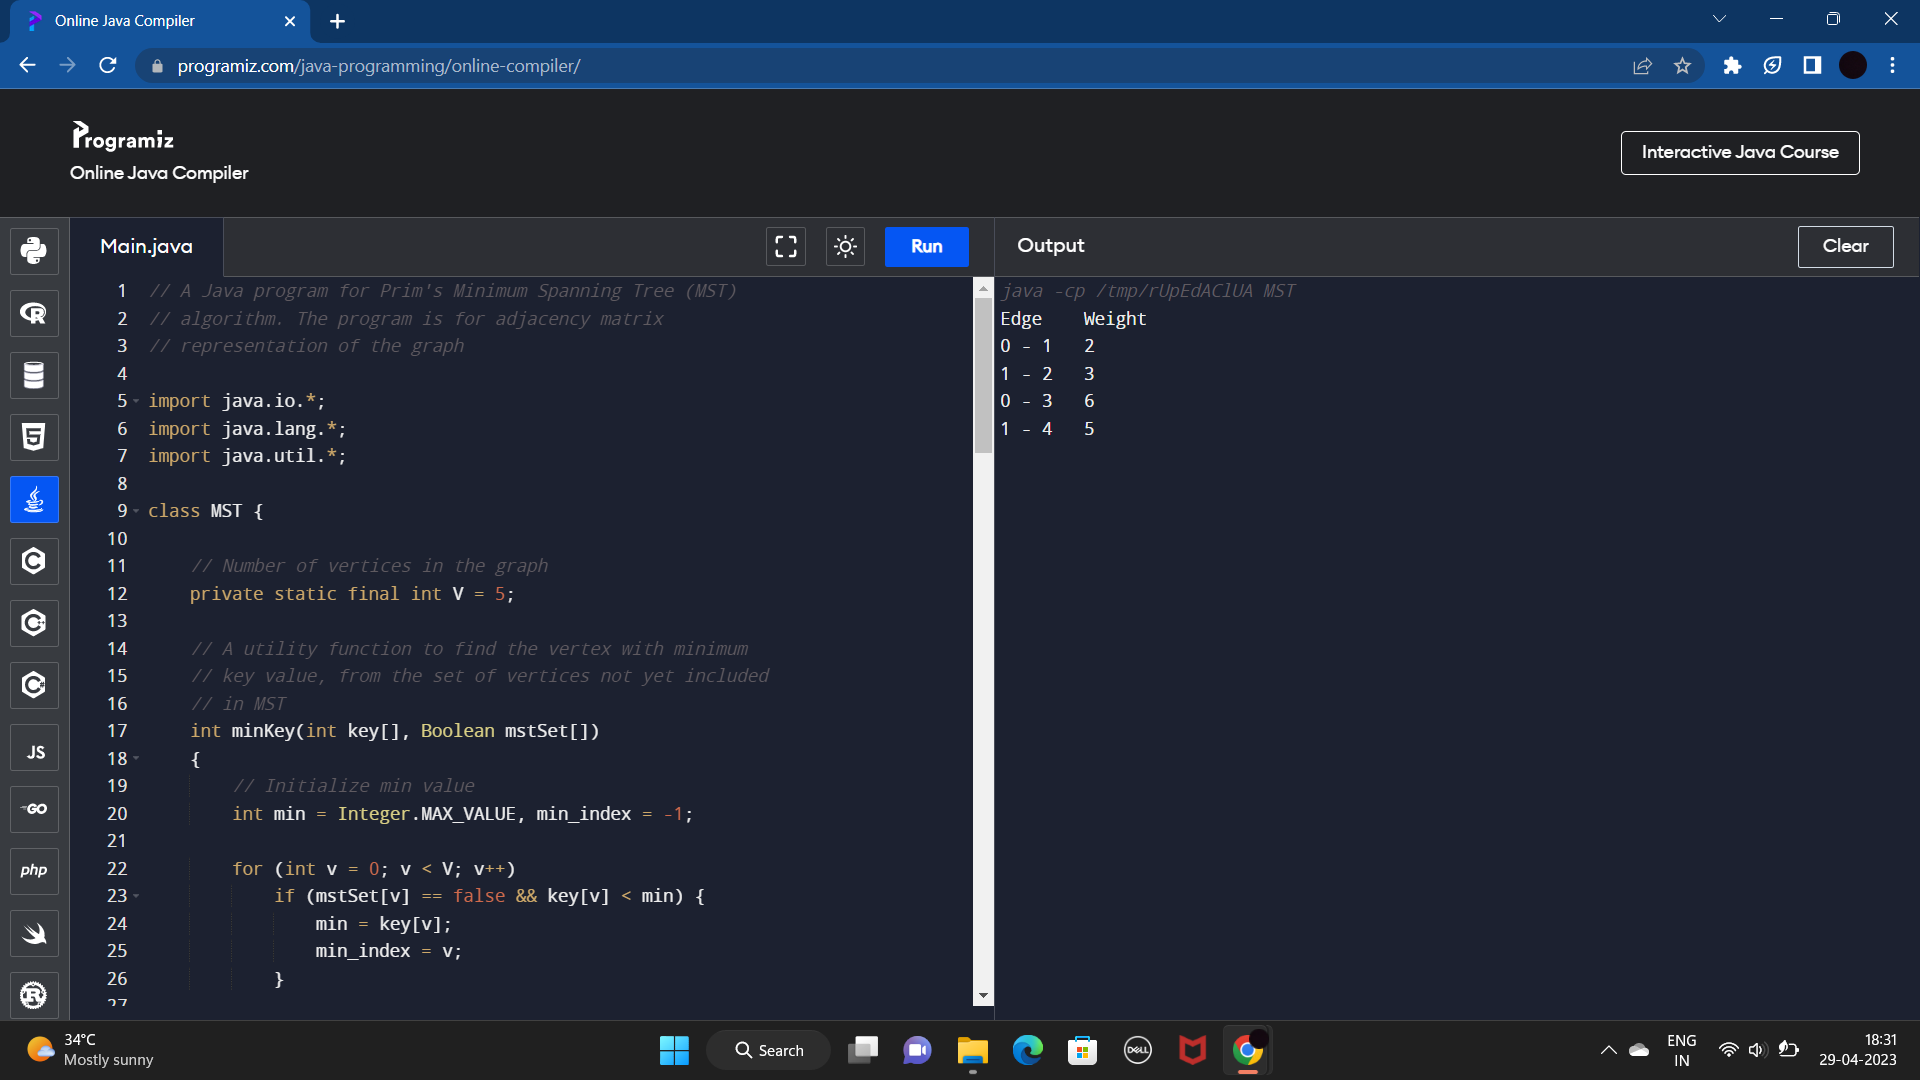 Online Java Compiler
programiz.com/java-programming/online-compiler/
Programiz
Online Java Compiler
Interactive Java Course
Main.java
Run
Output
Clear
1 // A Java program for Prim's Minimum Spanning Tree (MST)
2 // algorithm. The program is for adjacency matrix
3 // representation of the graph
4
5 import java.io.*;
6 import java.lang.*;
7 import java.util.*;
8
9 class MST {
10
11 // Number of vertices in the graph
12 private static final int V = 5;
13
14 // A utility function to find the vertex with minimum
15 // key value, from the set of vertices not yet included
16 // in MST
17 int minKey(int key[], Boolean mstSet[])
18 {
19 // Initialize min value
20 int min = Integer.MAX_VALUE, min_index = -1;
21
22 for (int v = 0; v < V; v++)
23 if (mstSet[v] == false && key[v] < min) {
24 min = key[v];
25 min_index = v;
26 }
27
java -cp /tmp/rUpEdAClUA MST
Edge Weight
0 - 1 2
1 - 2 3
0 - 3 6
1 - 4 5
JS
GO
php
34°C
Mostly sunny
Search
DELL
ENG
IN
18:31
29-04-2023